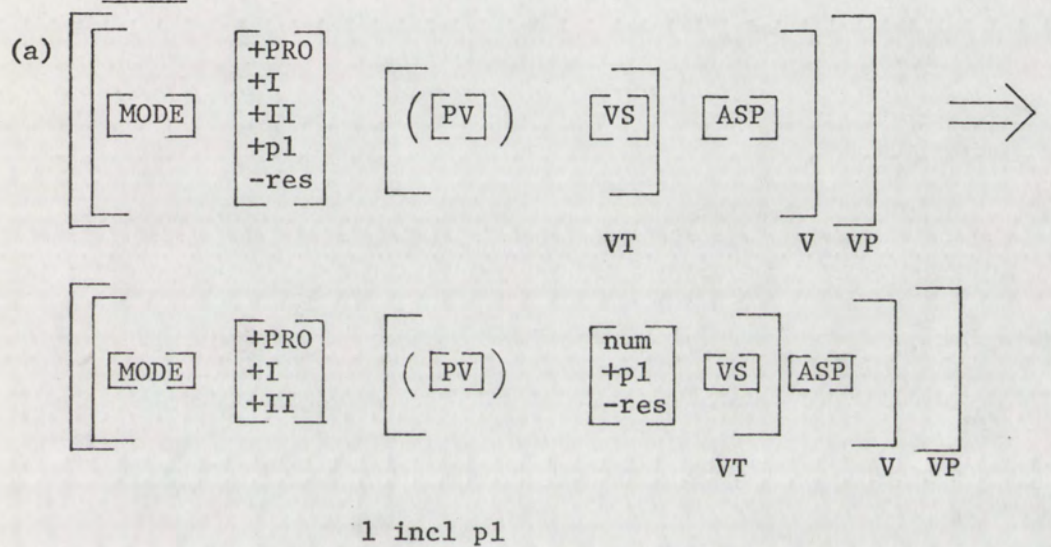 (a)
+PRO
+I
[MODE] +II ( [PV] ) [VS] [ASP] ⟹
+pl
-res
VT V VP
+PRO num
[MODE] +I ( [PV] ) +pl [VS] [ASP]
+II -res
VT V VP
1 incl pl